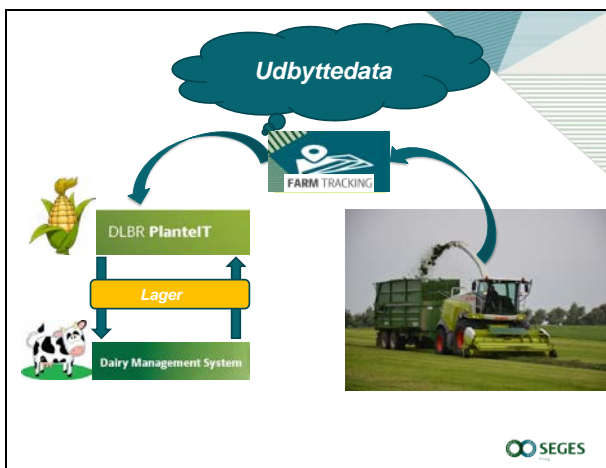 Udbyttedata
FARM TRACKING
DLBR PlanteIT
Lager
Dairy Management System
SEGES